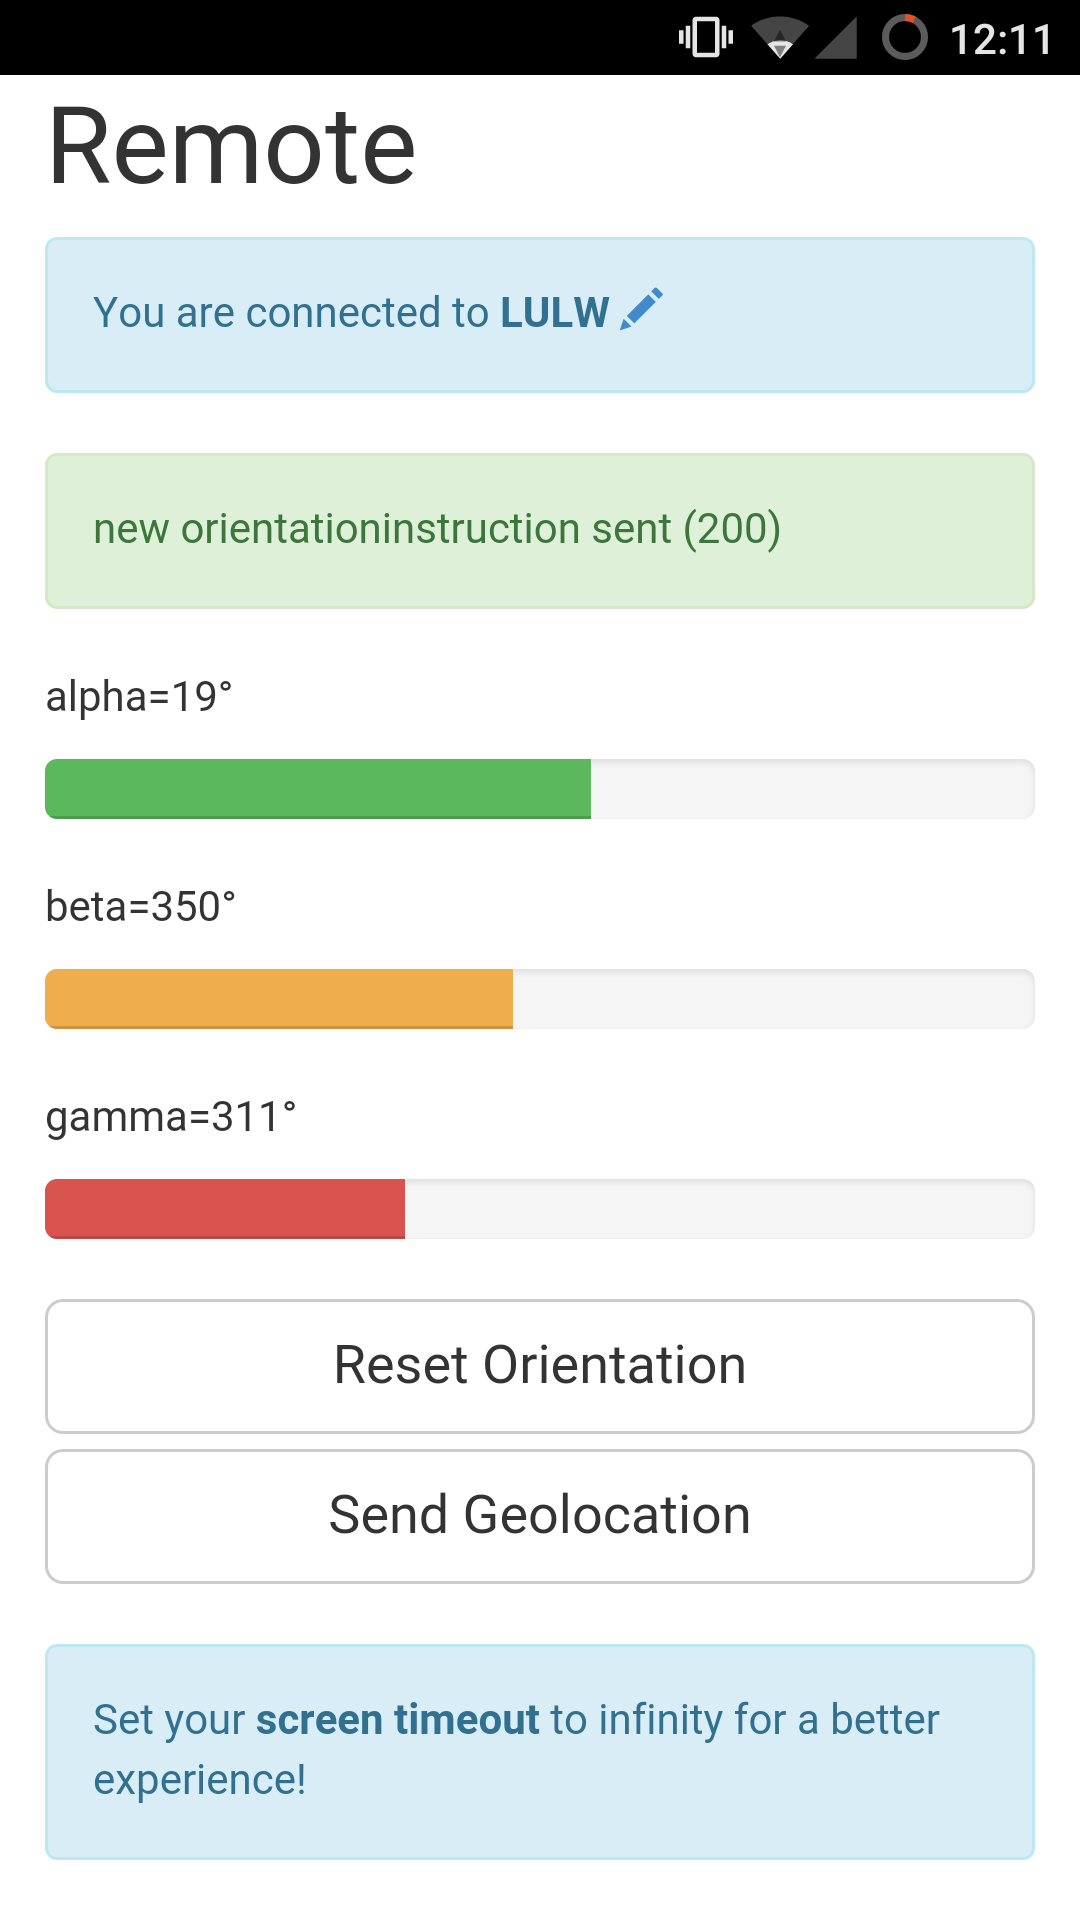 12:11
Remote
You are connected to LULW
new orientationinstruction sent (200)
alpha=19°
beta=350°
gamma=311°
Reset Orientation
Send Geolocation
Set your screen timeout to infinity for a better
experience!